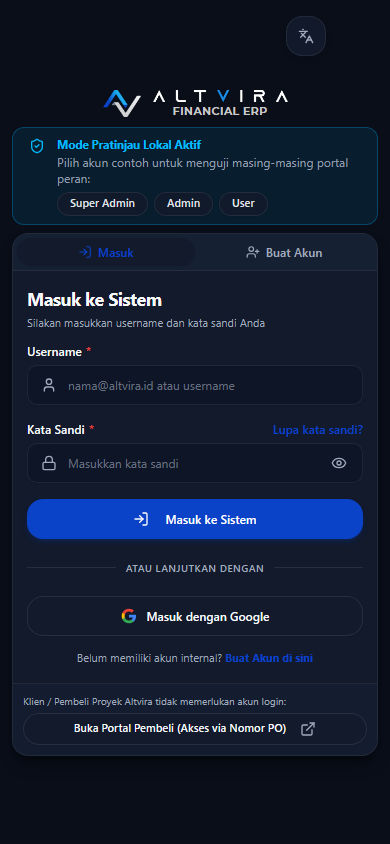 ALTVIRA
FINANCIAL ERP
Mode Pratinjau Lokal Aktif
Pilih akun contoh untuk menguji masing-masing portal
peran:
Super Admin Admin User
Masuk Buat Akun
Masuk ke Sistem
Silakan masukkan username dan kata sandi Anda
Username *
nama@altvira.id atau username
Kata Sandi * Lupa kata sandi?
Masukkan kata sandi
Masuk ke Sistem
ATAU LANJUTKAN DENGAN
Masuk dengan Google
Belum memiliki akun internal? Buat Akun di sini
Klien / Pembeli Proyek Altvira tidak memerlukan akun login:
Buka Portal Pembeli (Akses via Nomor PO)